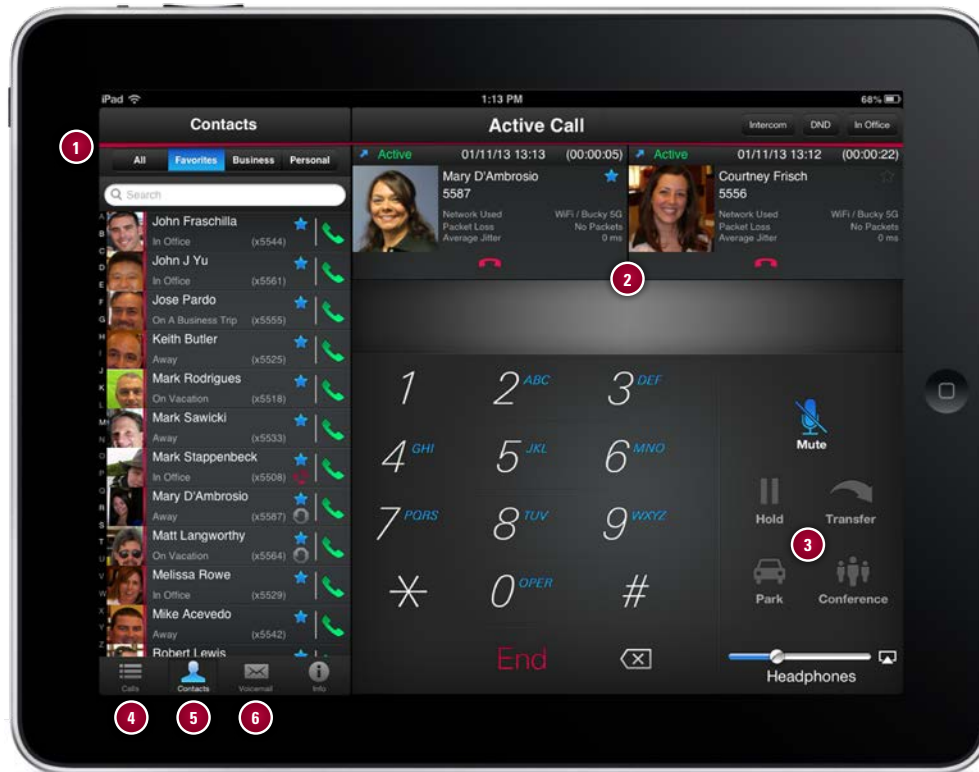 iPad 1:13 PM 68%
Contacts
Active Call
Intercom DND In Office
1
All Favorites Business Personal
Search
Active 01/11/13 13:13 (00:00:05)
Mary D'Ambrosio
5587
Network Used WiFi / Bucky 5G
Packet Loss No Packets
Average Jitter 0 ms
Active 01/11/13 13:12 (00:00:22)
Courtney Frisch
5556
Network Used WiFi / Bucky 5G
Packet Loss No Packets
Average Jitter 0 ms
2
John Fraschilla
In Office (x5544)
John J Yu
In Office (x5561)
Jose Pardo
On A Business Trip (x5555)
Keith Butler
Away (x5525)
Mark Rodrigues
On Vacation (x5518)
Mark Sawicki
Away (x5533)
Mark Stappenbeck
In Office (x5508)
Mary D'Ambrosio
Away (x5587)
Matt Langworthy
On Vacation (x5564)
Melissa Rowe
In Office (x5529)
Mike Acevedo
Away (x5542)
Robert Lewis
1 2 ABC 3 DEF
4 GHI 5 JKL 6 MNO
7 PQRS 8 TUV 9 WXYZ
* 0 OPER #
End
Mute
Hold Transfer
3
Park Conference
Headphones
Calls Contacts Voicemail Info
4 5 6